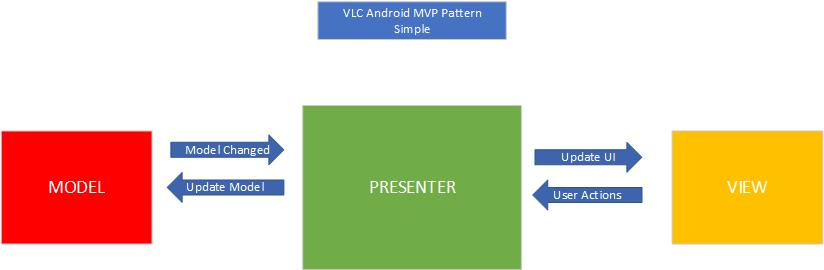 VLC Android MVP Pattern
Simple
Model Changed
Update UI
MODEL
Update Model
PRESENTER
User Actions
VIEW